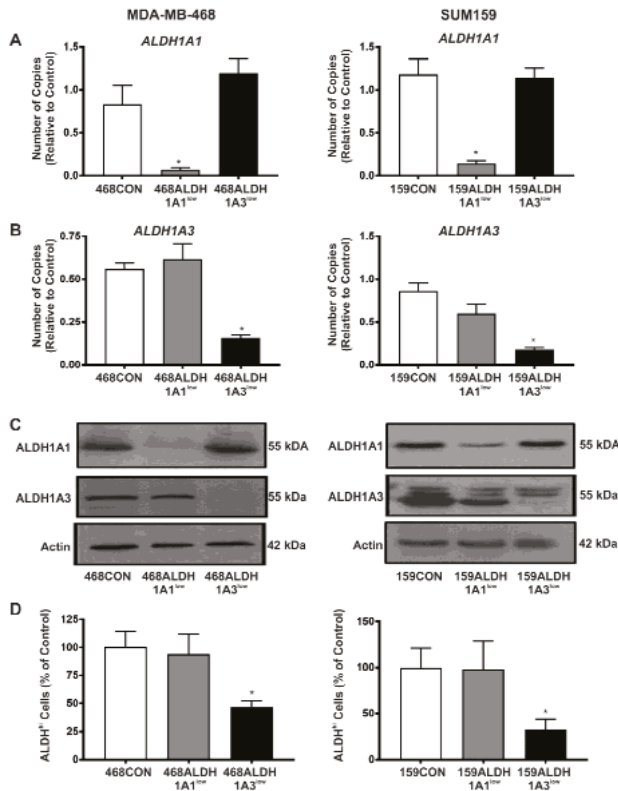 MDA-MB-468
SUM159
A
ALDH1A1
Number of Copies
(Relative to Control)
1.5
1.0
0.5
0.0
*
468CON
468ALDH
1A1low
468ALDH
1A3low
ALDH1A1
Number of Copies
(Relative to Control)
1.5
1.0
0.5
0.0
*
159CON
159ALDH
1A1low
159ALDH
1A3low
B
ALDH1A3
Number of Copies
(Relative to Control)
0.75
0.50
0.25
0.00
*
468CON
468ALDH
1A1low
468ALDH
1A3low
ALDH1A3
Number of Copies
(Relative to Control)
1.5
1.0
0.5
0.0
*
159CON
159ALDH
1A1low
159ALDH
1A3low
C
ALDH1A1
55 kDA
ALDH1A3
55 kDa
Actin
42 kDa
468CON
468ALDH
1A1low
468ALDH
1A3low
ALDH1A1
55 kDA
ALDH1A3
55 kDa
Actin
42 kDa
159CON
159ALDH
1A1low
159ALDH
1A3low
D
ALDHhi Cells (% of Control)
125
100
75
50
25
0
*
468CON
468ALDH
1A1low
468ALDH
1A3low
ALDHhi Cells (% of Control)
150
100
50
0
*
159CON
159ALDH
1A1low
159ALDH
1A3low